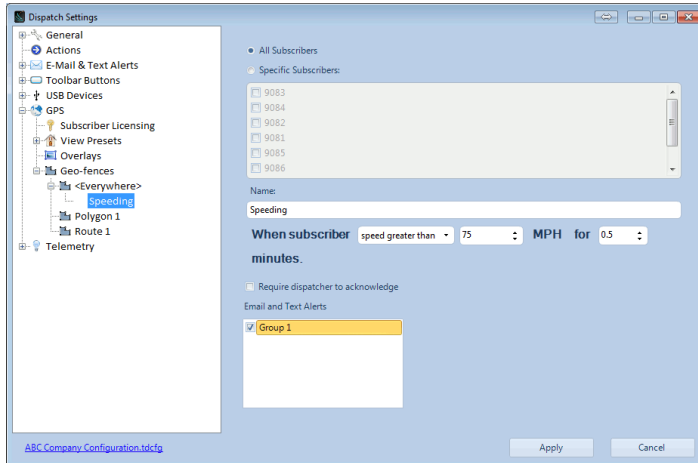 Dispatch Settings
General
Actions
E-Mail & Text Alerts
Toolbar Buttons
USB Devices
GPS
Subscriber Licensing
View Presets
Overlays
Geo-fences
<Everywhere>
Speeding
Polygon 1
Route 1
Telemetry
All Subscribers
Specific Subscribers:
9083
9084
9082
9081
9085
9086
Name:
Speeding
When subscriber speed greater than 75 MPH for 0.5
minutes.
Require dispatcher to acknowledge
Email and Text Alerts
Group 1
ABC Company Configuration.tdcfg
Apply Cancel